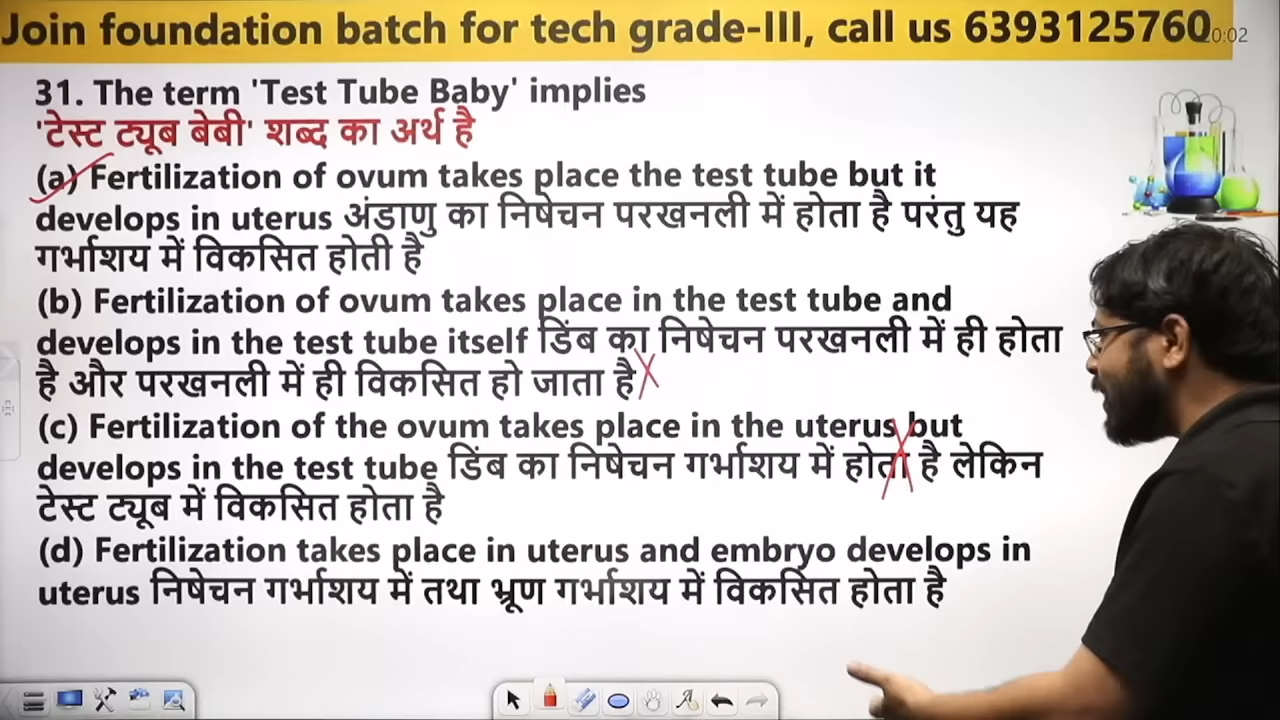 Join foundation batch for tech grade-III, call us 6393125760
20:02
31. The term 'Test Tube Baby' implies
'टेस्ट ट्यूब बेबी' शब्द का अर्थ है
(a) Fertilization of ovum takes place the test tube but it
develops in uterus अंडाणु का निषेचन परखनली में होता है परंतु यह
गर्भाशय में विकसित होती है
(b) Fertilization of ovum takes place in the test tube and
develops in the test tube itself डिंब का निषेचन परखनली में ही होता
है और परखनली में ही विकसित हो जाता है
(c) Fertilization of the ovum takes place in the uterus but
develops in the test tube डिंब का निषेचन गर्भाशय में होता है लेकिन
टेस्ट ट्यूब में विकसित होता है
(d) Fertilization takes place in uterus and embryo develops in
uterus निषेचन गर्भाशय में तथा भ्रूण गर्भाशय में विकसित होता है